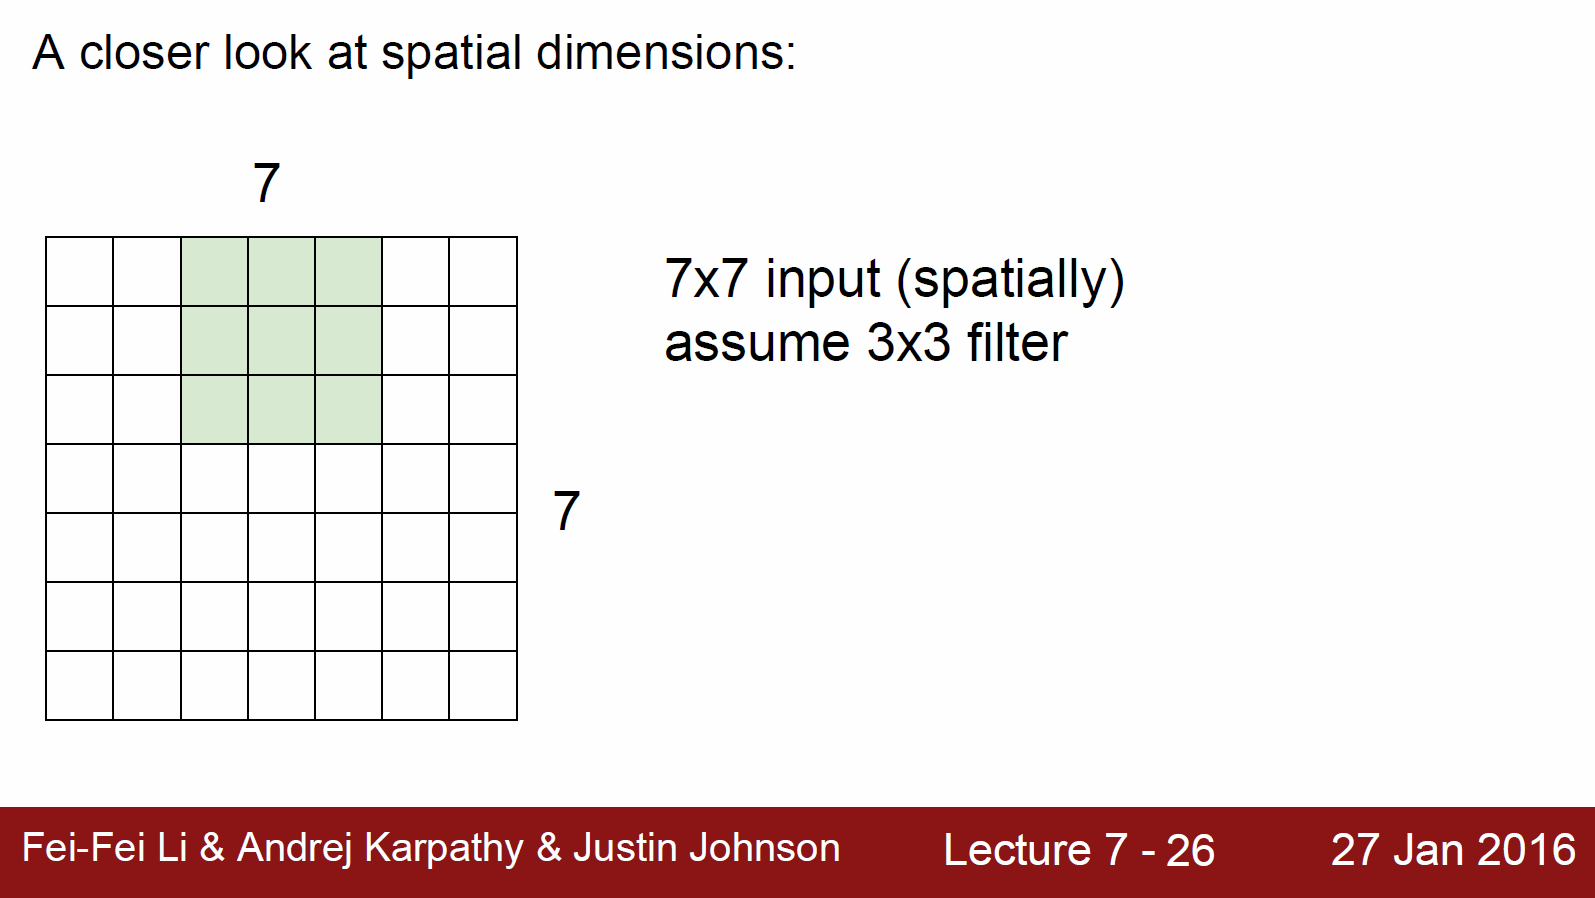 A closer look at spatial dimensions:
7
7x7 input (spatially)
assume 3x3 filter
7
Fei-Fei Li & Andrej Karpathy & Justin Johnson
Lecture 7 - 26
27 Jan 2016